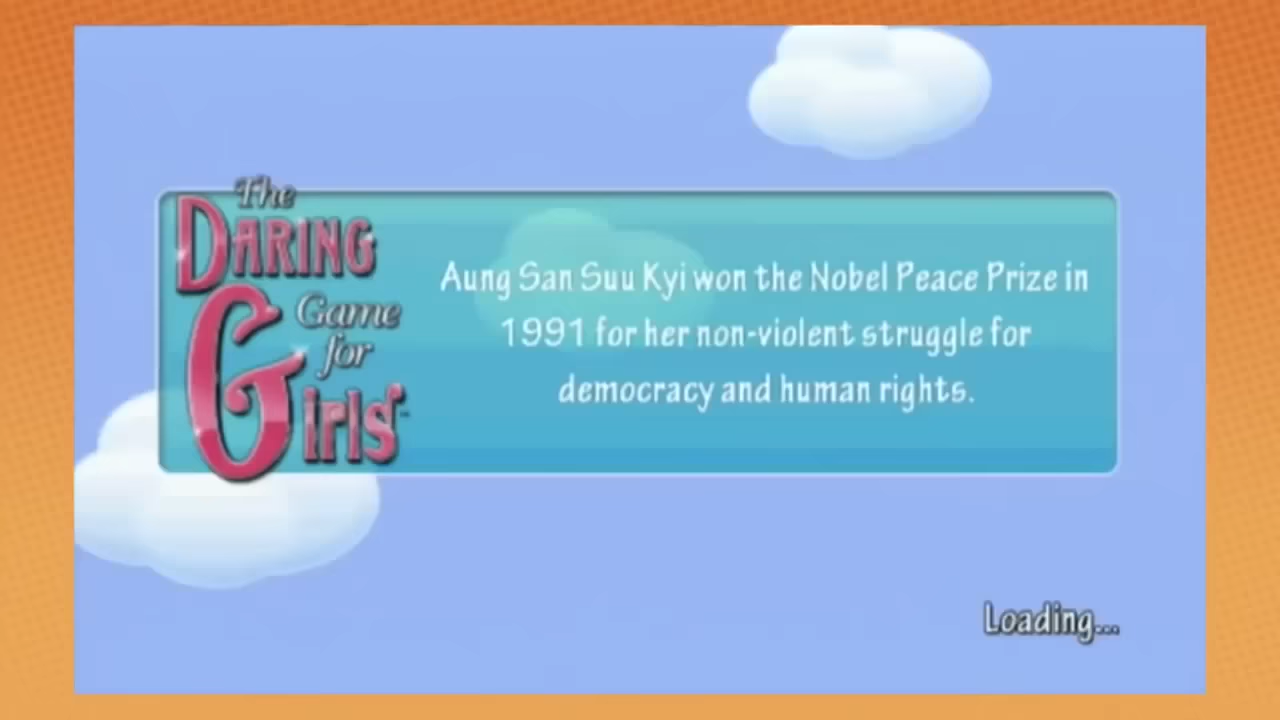 The
DARING
Game
for
Girls™
Aung San Suu Kyi won the Nobel Peace Prize in
1991 for her non-violent struggle for
democracy and human rights.
Loading...